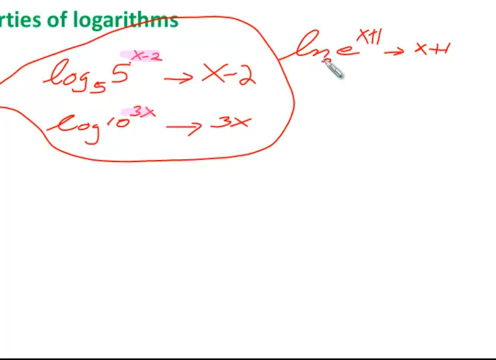 rties of logarithms
log₅ 5^(x-2) → x-2
log 10^(3x) → 3x
ln e^(x+1) → x+1